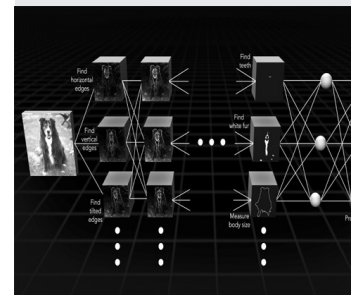 Find
horizontal
edges
Find
vertical
edges
Find
tilted
edges
Find
teeth
Find
white fur
Measure
body size